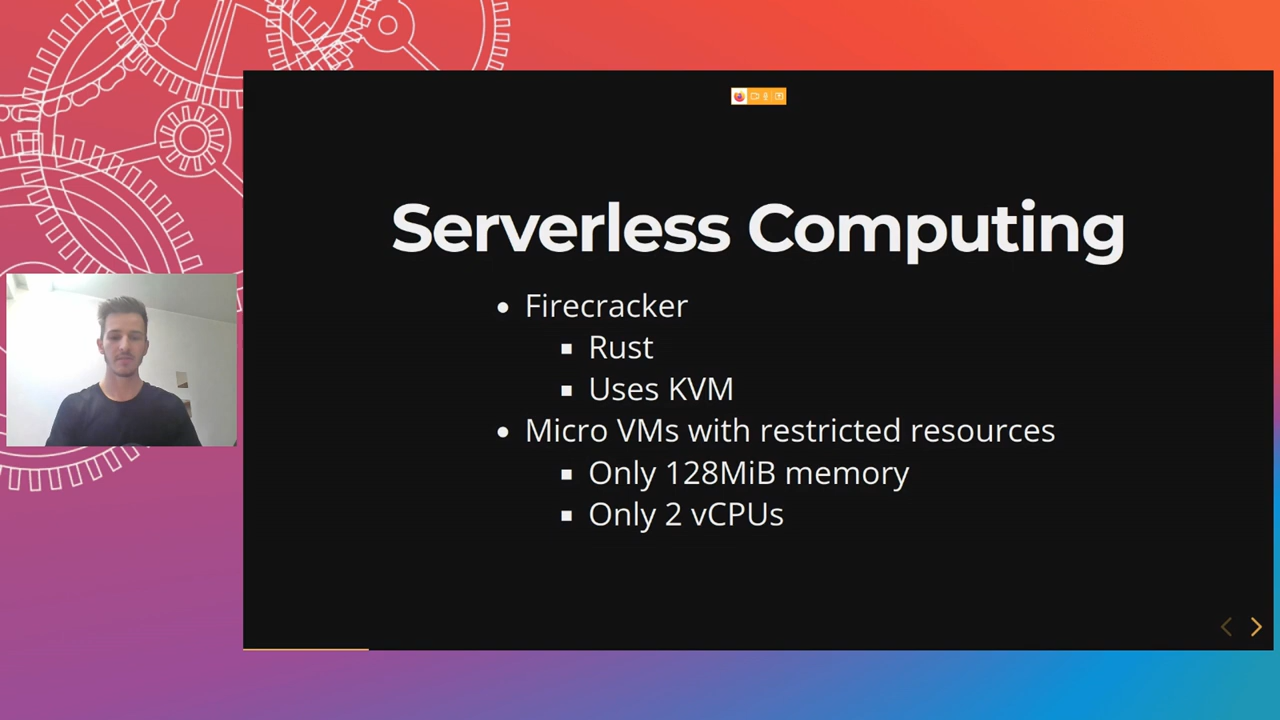 Serverless Computing
Firecracker
Rust
Uses KVM
Micro VMs with restricted resources
Only 128MiB memory
Only 2 vCPUs